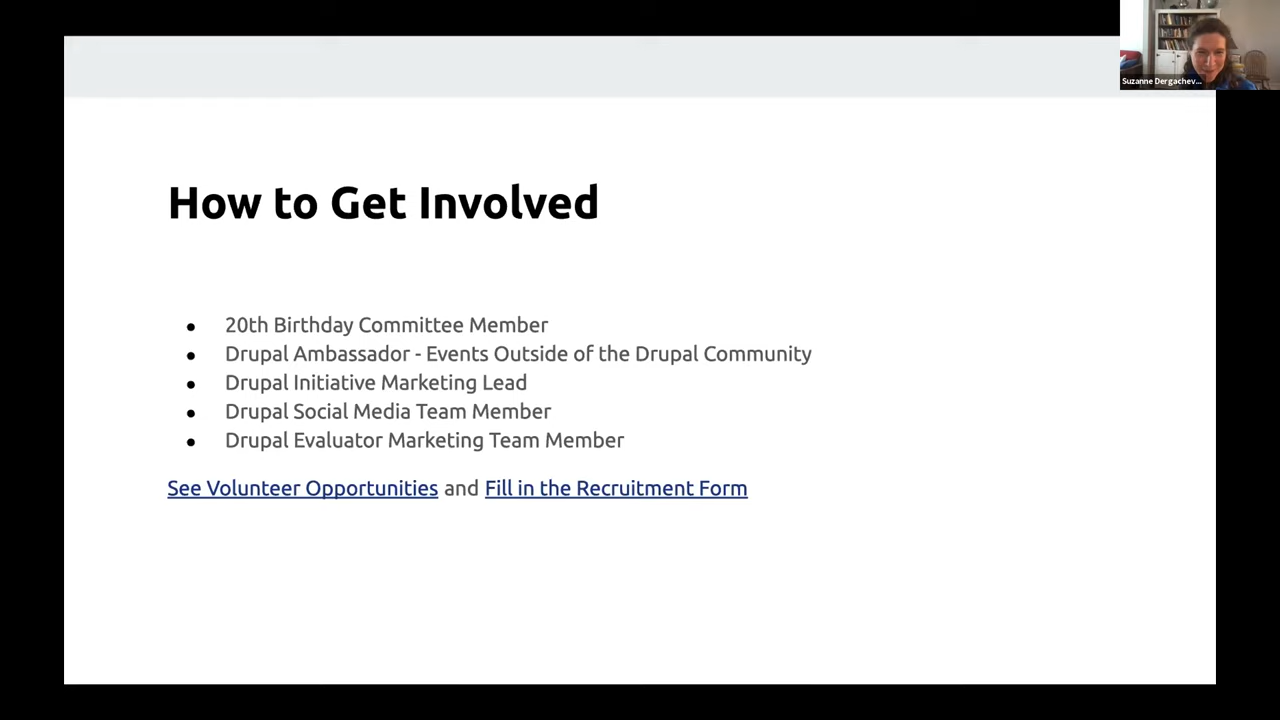 Suzanne Dergachev...
How to Get Involved
● 20th Birthday Committee Member
● Drupal Ambassador - Events Outside of the Drupal Community
● Drupal Initiative Marketing Lead
● Drupal Social Media Team Member
● Drupal Evaluator Marketing Team Member
See Volunteer Opportunities and Fill in the Recruitment Form